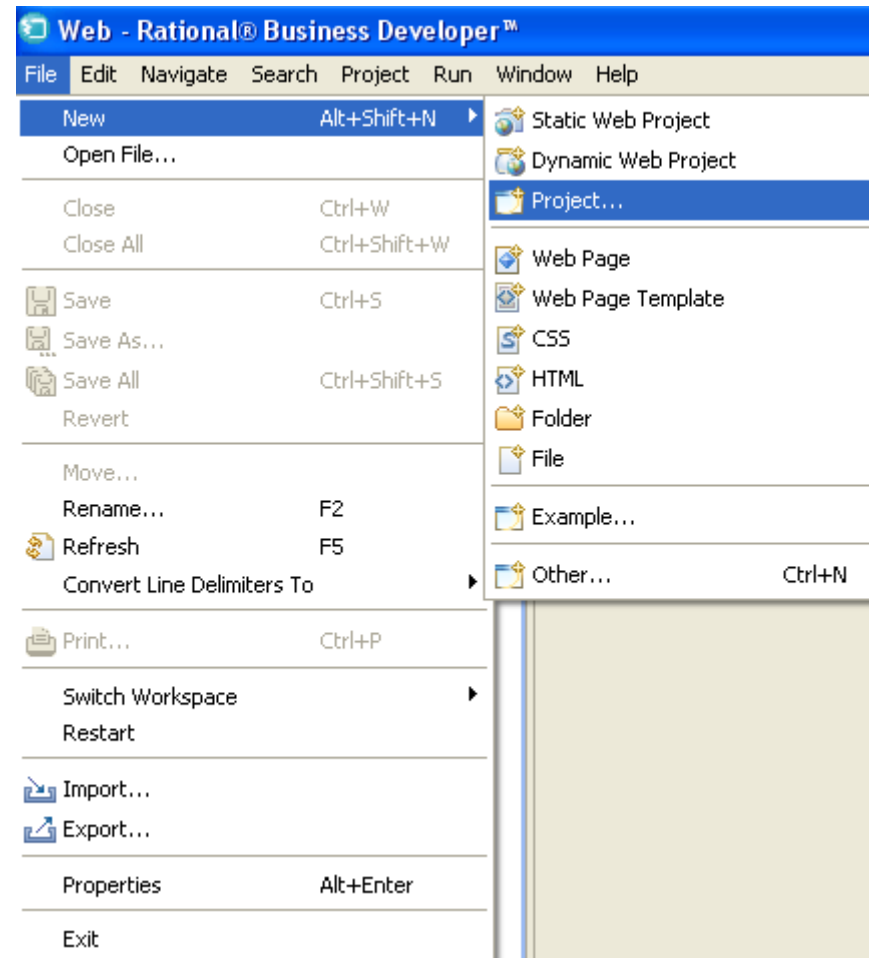 Web - Rational® Business Developer™
File Edit Navigate Search Project Run Window Help
New Alt+Shift+N
Open File...
Close Ctrl+W
Close All Ctrl+Shift+W
Save Ctrl+S
Save As...
Save All Ctrl+Shift+S
Revert
Move...
Rename... F2
Refresh F5
Convert Line Delimiters To
Print... Ctrl+P
Switch Workspace
Restart
Import...
Export...
Properties Alt+Enter
Exit
Static Web Project
Dynamic Web Project
Project...
Web Page
Web Page Template
CSS
HTML
Folder
File
Example...
Other... Ctrl+N